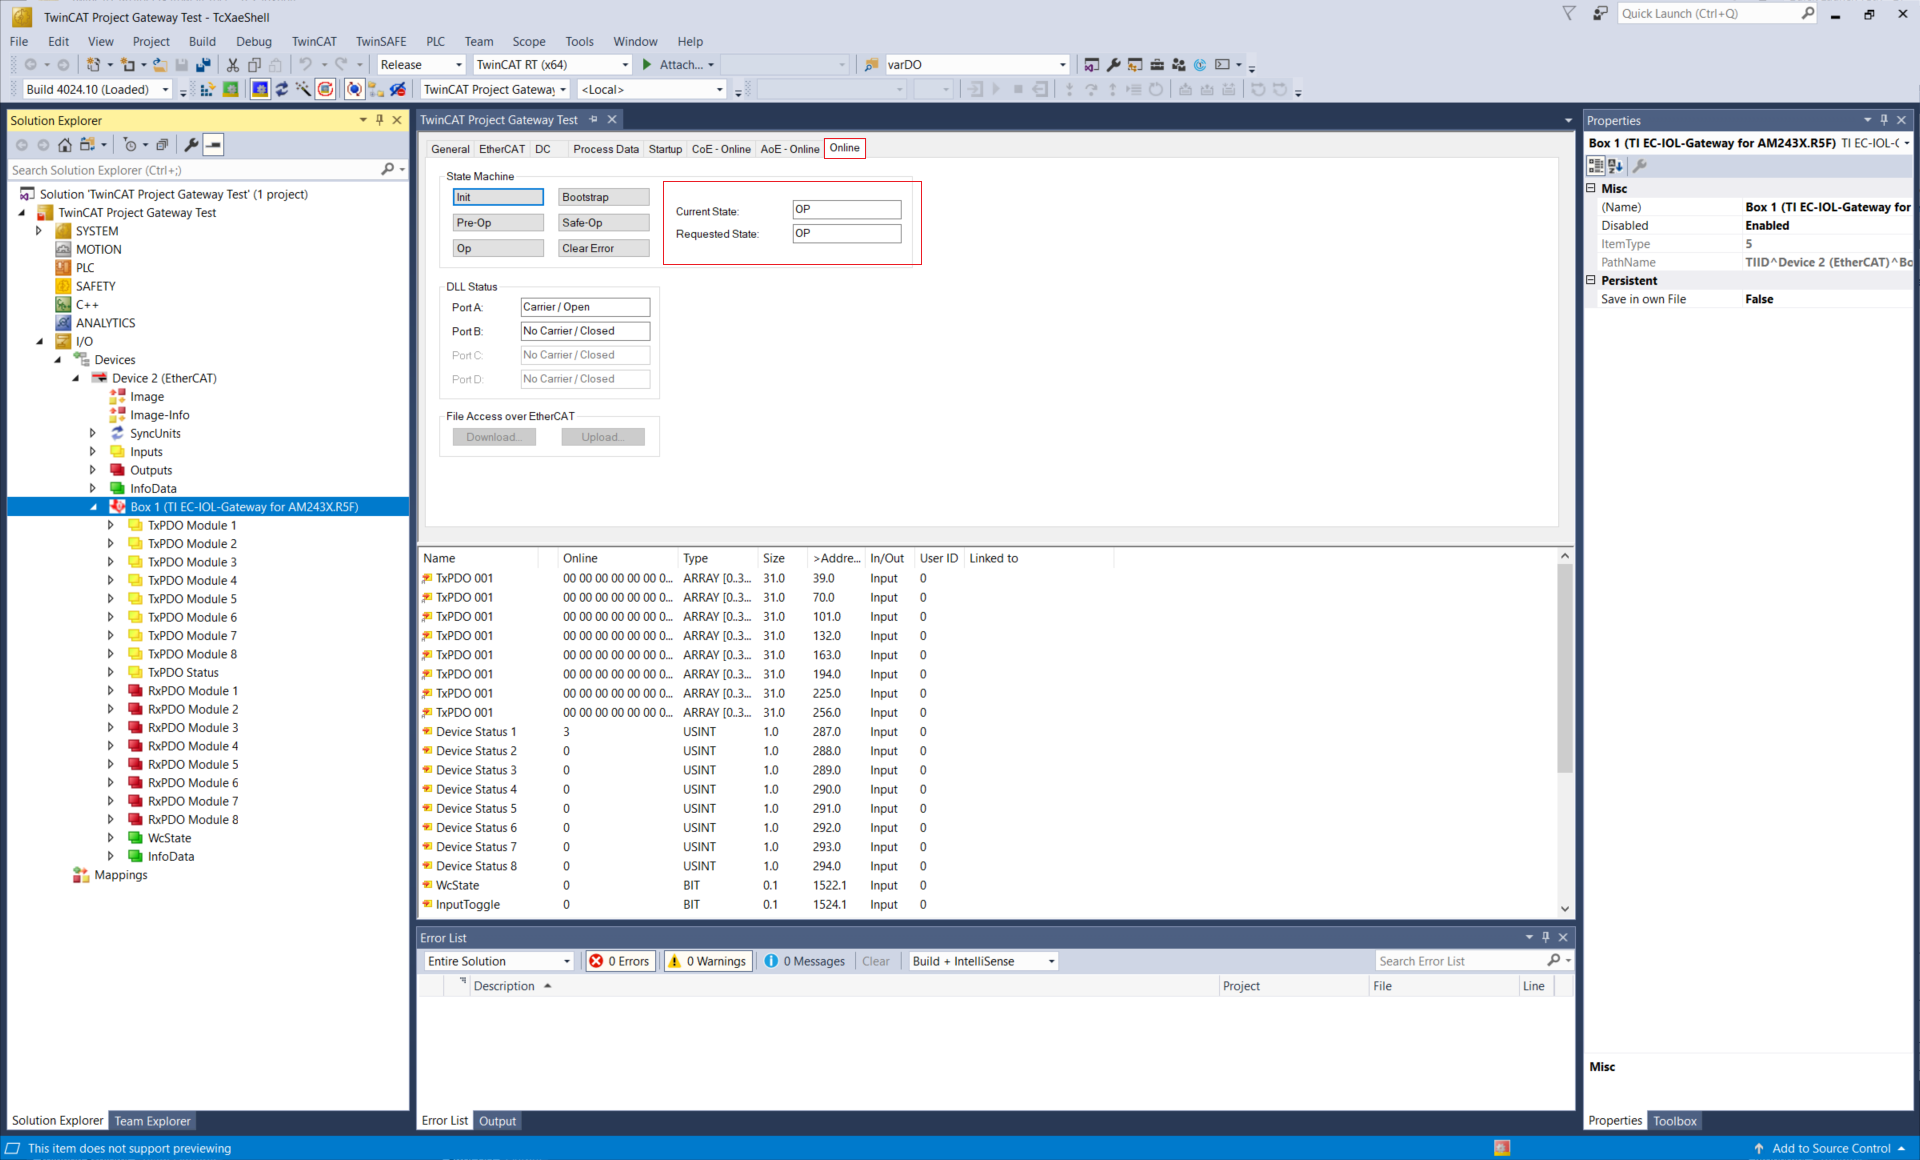 TwinCAT Project Gateway Test - TcXaeShell
Quick Launch (Ctrl+Q)
File Edit View Project Build Debug TwinCAT TwinSAFE PLC Team Scope Tools Window Help
Release TwinCAT RT (x64) Attach... varDO
Build 4024.10 (Loaded) TwinCAT Project Gateway <Local>
Solution Explorer
Search Solution Explorer (Ctrl+;)
Solution 'TwinCAT Project Gateway Test' (1 project)
TwinCAT Project Gateway Test
SYSTEM
MOTION
PLC
SAFETY
C++
ANALYTICS
I/O
Devices
Device 2 (EtherCAT)
Image
Image-Info
SyncUnits
Inputs
Outputs
InfoData
Box 1 (TI EC-IOL-Gateway for AM243X.R5F)
TxPDO Module 1
TxPDO Module 2
TxPDO Module 3
TxPDO Module 4
TxPDO Module 5
TxPDO Module 6
TxPDO Module 7
TxPDO Module 8
TxPDO Status
RxPDO Module 1
RxPDO Module 2
RxPDO Module 3
RxPDO Module 4
RxPDO Module 5
RxPDO Module 6
RxPDO Module 7
RxPDO Module 8
WcState
InfoData
Mappings
Solution Explorer Team Explorer
TwinCAT Project Gateway Test
General EtherCAT DC Process Data Startup CoE - Online AoE - Online Online
State Machine
Init Bootstrap
Pre-Op Safe-Op
Op Clear Error
Current State: OP
Requested State: OP
DLL Status
Port A: Carrier / Open
Port B: No Carrier / Closed
Port C: No Carrier / Closed
Port D: No Carrier / Closed
File Access over EtherCAT
Download... Upload...
Name Online Type Size >Addre... In/Out User ID Linked to
TxPDO 001 00 00 00 00 00 00 0... ARRAY [0..3... 31.0 39.0 Input 0
TxPDO 001 00 00 00 00 00 00 0... ARRAY [0..3... 31.0 70.0 Input 0
TxPDO 001 00 00 00 00 00 00 0... ARRAY [0..3... 31.0 101.0 Input 0
TxPDO 001 00 00 00 00 00 00 0... ARRAY [0..3... 31.0 132.0 Input 0
TxPDO 001 00 00 00 00 00 00 0... ARRAY [0..3... 31.0 163.0 Input 0
TxPDO 001 00 00 00 00 00 00 0... ARRAY [0..3... 31.0 194.0 Input 0
TxPDO 001 00 00 00 00 00 00 0... ARRAY [0..3... 31.0 225.0 Input 0
TxPDO 001 00 00 00 00 00 00 0... ARRAY [0..3... 31.0 256.0 Input 0
Device Status 1 3 USINT 1.0 287.0 Input 0
Device Status 2 0 USINT 1.0 288.0 Input 0
Device Status 3 0 USINT 1.0 289.0 Input 0
Device Status 4 0 USINT 1.0 290.0 Input 0
Device Status 5 0 USINT 1.0 291.0 Input 0
Device Status 6 0 USINT 1.0 292.0 Input 0
Device Status 7 0 USINT 1.0 293.0 Input 0
Device Status 8 0 USINT 1.0 294.0 Input 0
WcState 0 BIT 0.1 1522.1 Input 0
InputToggle 0 BIT 0.1 1524.1 Input 0
Error List
Entire Solution 0 Errors 0 Warnings 0 Messages Clear Build + IntelliSense Search Error List
Description Project File Line
Error List Output
Properties
Box 1 (TI EC-IOL-Gateway for AM243X.R5F) TI EC-IOL-(
Misc
(Name) Box 1 (TI EC-IOL-Gateway for
Disabled Enabled
ItemType 5
PathName TIID^Device 2 (EtherCAT)^Bo
Persistent
Save in own File False
Misc
Properties Toolbox
This item does not support previewing
Add to Source Control